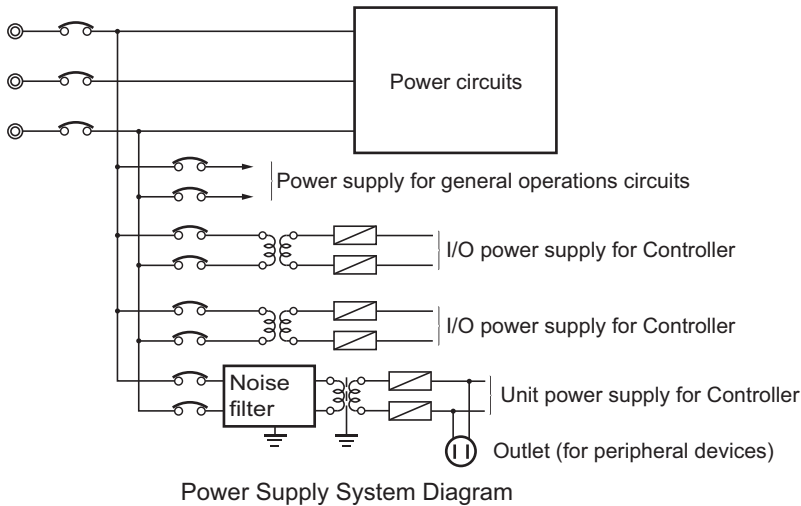 Power circuits
Power supply for general operations circuits
I/O power supply for Controller
I/O power supply for Controller
Noise
filter
Unit power supply for Controller
Outlet (for peripheral devices)
Power Supply System Diagram